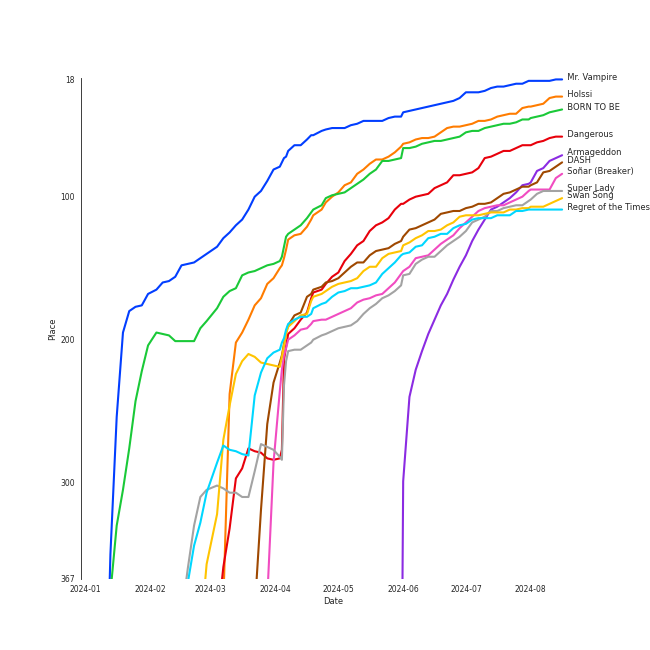 18
100
200
300
367
Place
2024-01
2024-02
2024-03
2024-04
2024-05
2024-06
2024-07
2024-08
Date
Mr. Vampire
Holssi
BORN TO BE
Dangerous
Armageddon
DASH
Soñar (Breaker)
Super Lady
Swan Song
Regret of the Times